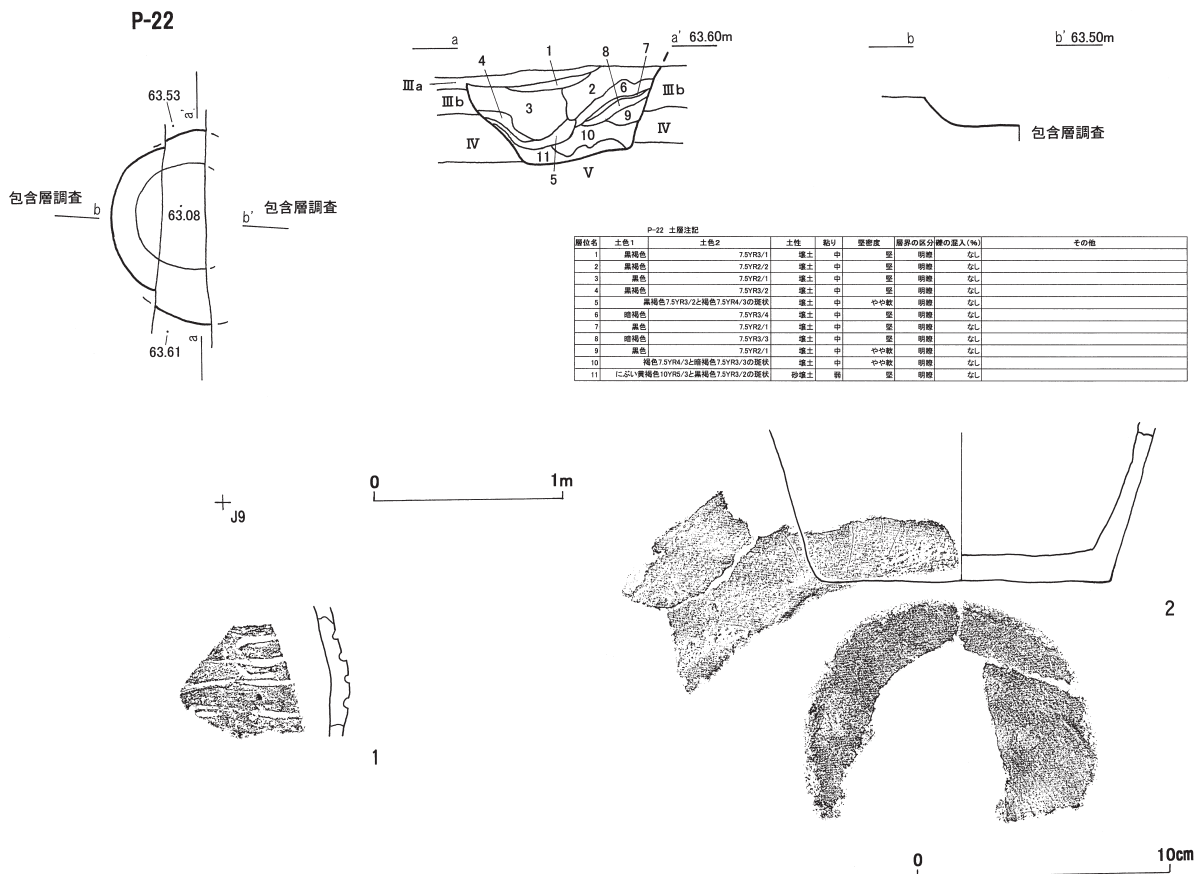 P-22
a
a' 63.60m
b
b' 63.50m
1
8
7
4
Ⅲa
2
6
Ⅲb
3
Ⅲb
9
10
Ⅳ
Ⅳ
11
5
Ⅴ
包含層調査
63.53
a'
包含層調査
b
63.08
b'
包含層調査
a
63.61
P-22 土層注記
層位名 土色1 土色2 土性 粘り 堅密度 層界の区分 礫の混入(%) その他
1 黒褐色 7.5YR3/1 壌土 中 堅 明瞭 なし
2 黒褐色 7.5YR2/2 壌土 中 堅 明瞭 なし
3 黒色 7.5YR2/1 壌土 中 堅 明瞭 なし
4 黒褐色 7.5YR3/2 壌土 中 堅 明瞭 なし
5 黒褐色7.5YR3/2と褐色7.5YR4/3の斑状 壌土 中 やや軟 明瞭 なし
6 暗褐色 7.5YR3/4 壌土 中 堅 明瞭 なし
7 黒色 7.5YR2/1 壌土 中 堅 明瞭 なし
8 暗褐色 7.5YR3/3 壌土 中 堅 明瞭 なし
9 黒色 7.5YR2/1 壌土 中 やや軟 明瞭 なし
10 褐色7.5YR4/3と暗褐色7.5YR3/3の斑状 壌土 中 やや軟 明瞭 なし
11 にぶい黄褐色10YR5/3と黒褐色7.5YR3/2の斑状 砂壌土 弱 堅 明瞭 なし
0 1m
J9
1
2
0 10cm